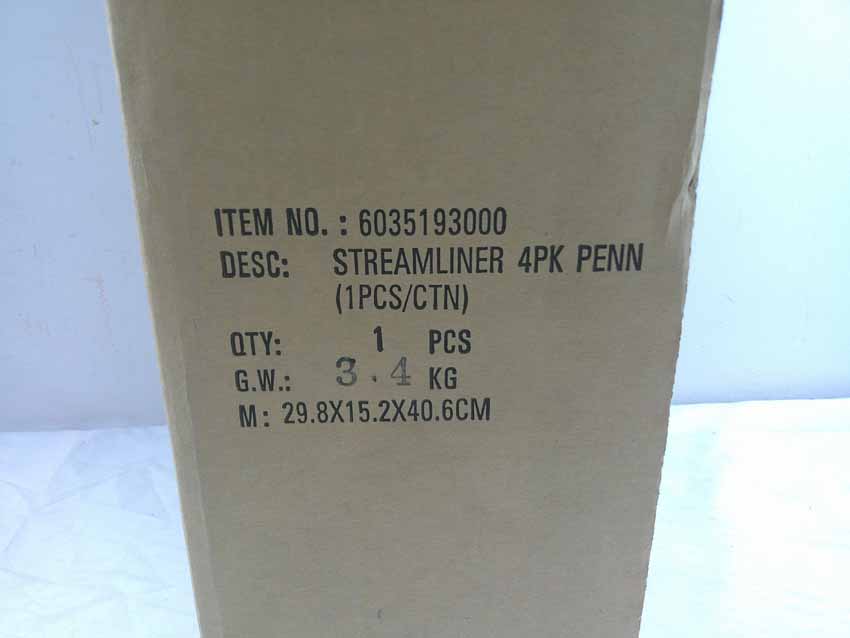 ITEM NO. : 6035193000
DESC: STREAMLINER 4PK PENN
(1PCS/CTN)
QTY: 1 PCS
G.W.: 3.4 KG
M: 29.8X15.2X40.6CM